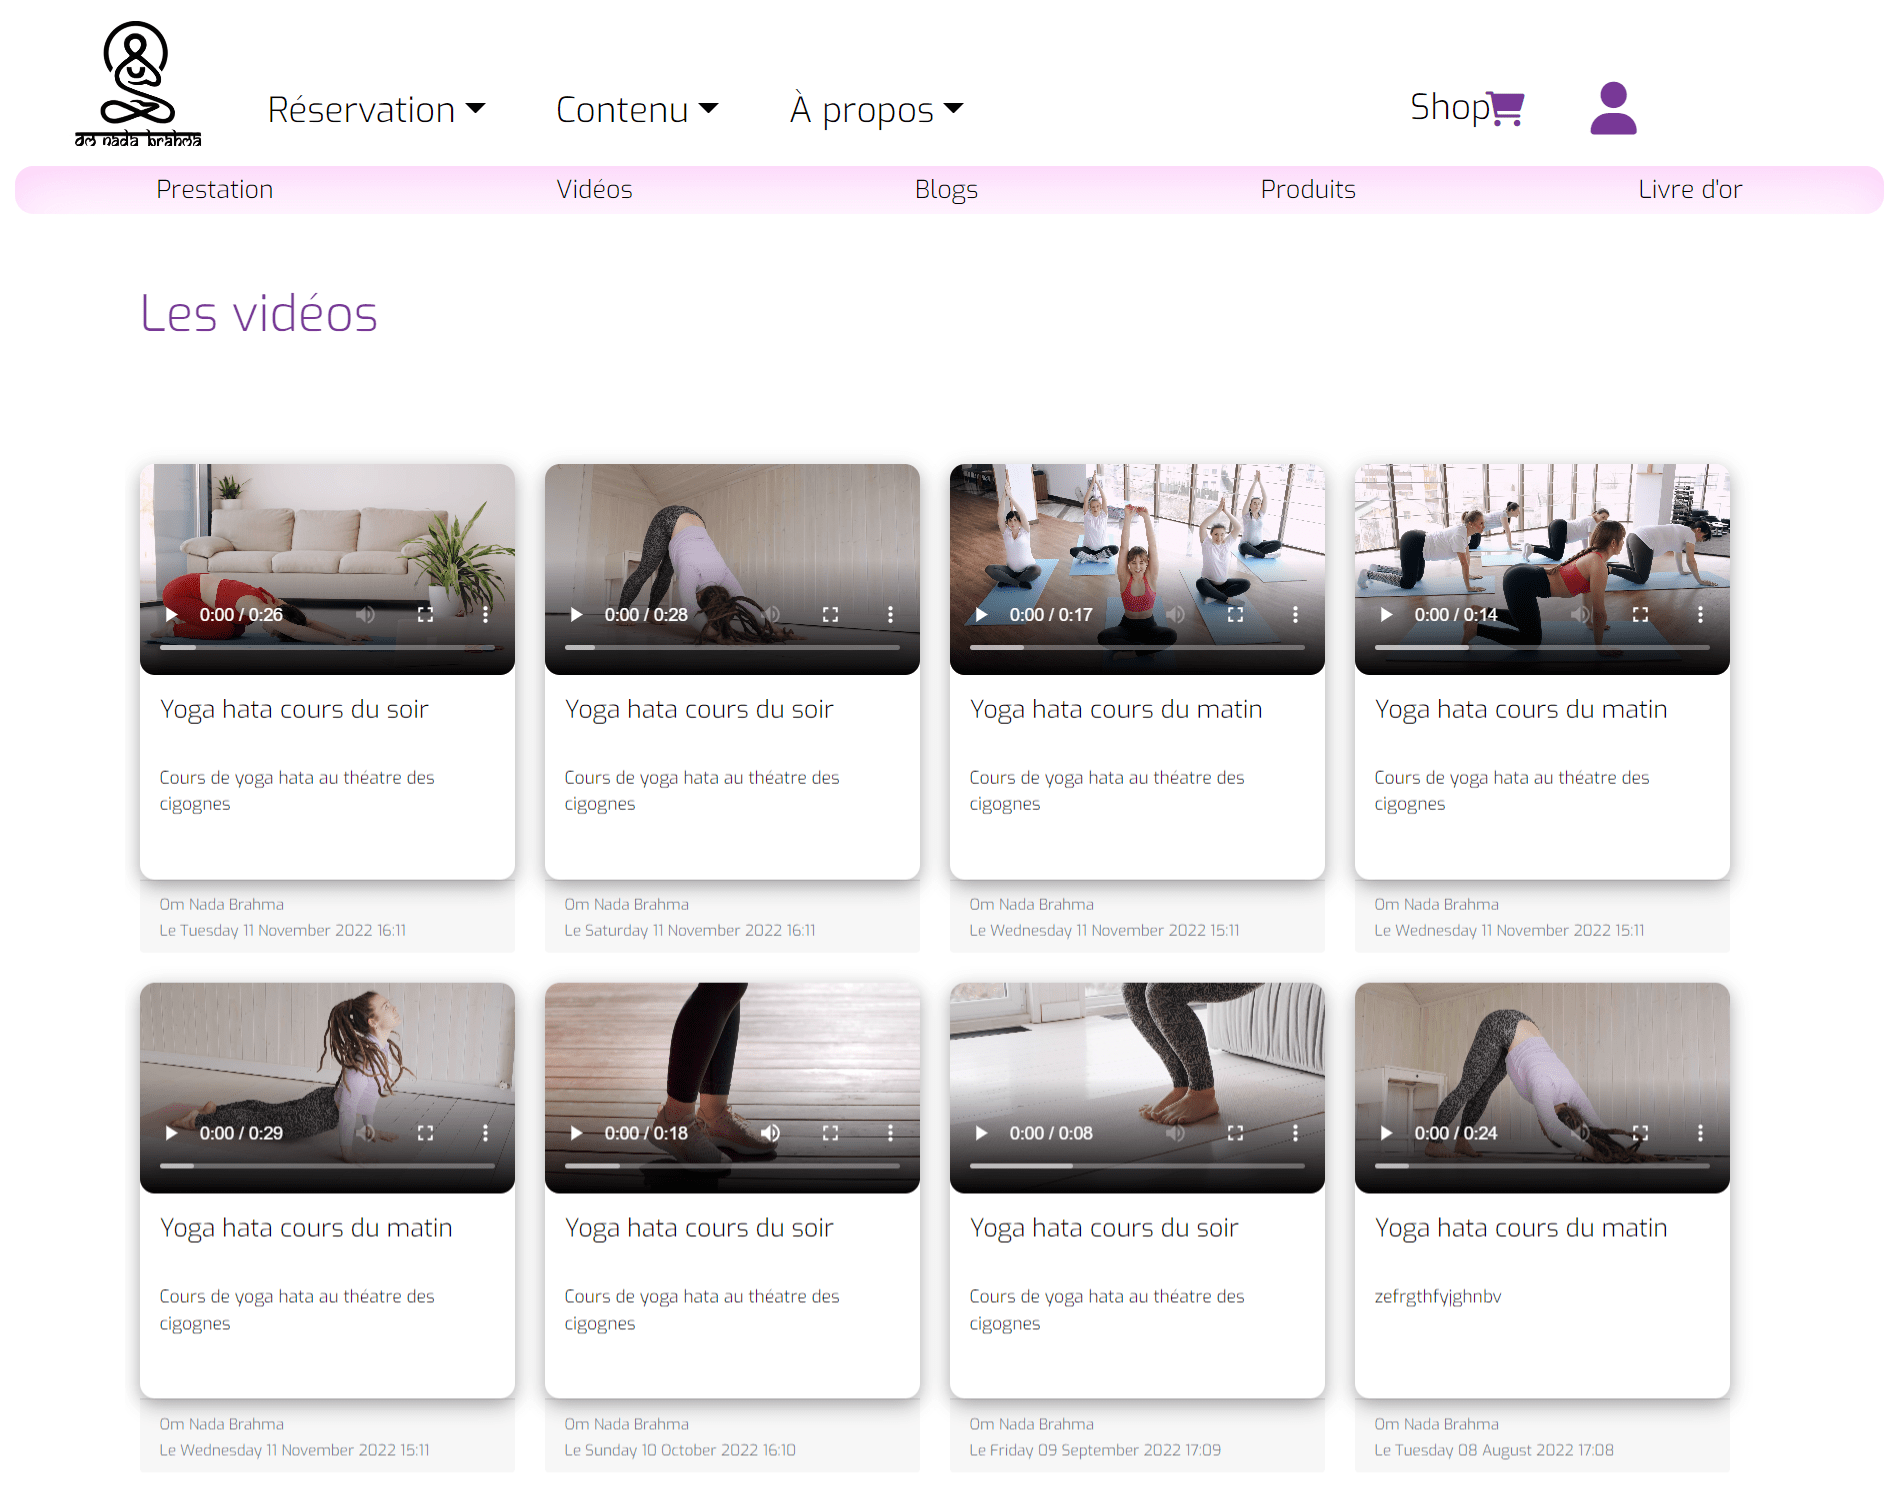 om nada brahma
Réservation Contenu À propos Shop
Prestation Vidéos Blogs Produits Livre d'or
Les vidéos
0:00 / 0:26 0:00 / 0:28 0:00 / 0:17 0:00 / 0:14
Yoga hata cours du soir Yoga hata cours du soir Yoga hata cours du matin Yoga hata cours du matin
Cours de yoga hata au théatre des Cours de yoga hata au théatre des Cours de yoga hata au théatre des Cours de yoga hata au théatre des
cigognes cigognes cigognes cigognes
Om Nada Brahma Om Nada Brahma Om Nada Brahma Om Nada Brahma
Le Tuesday 11 November 2022 16:11 Le Saturday 11 November 2022 16:11 Le Wednesday 11 November 2022 15:11 Le Wednesday 11 November 2022 15:11
0:00 / 0:29 0:00 / 0:18 0:00 / 0:08 0:00 / 0:24
Yoga hata cours du matin Yoga hata cours du soir Yoga hata cours du soir Yoga hata cours du matin
Cours de yoga hata au théatre des Cours de yoga hata au théatre des Cours de yoga hata au théatre des zefrgthfyjghnbv
cigognes cigognes cigognes
Om Nada Brahma Om Nada Brahma Om Nada Brahma Om Nada Brahma
Le Wednesday 11 November 2022 15:11 Le Sunday 10 October 2022 16:10 Le Friday 09 September 2022 17:09 Le Tuesday 08 August 2022 17:08